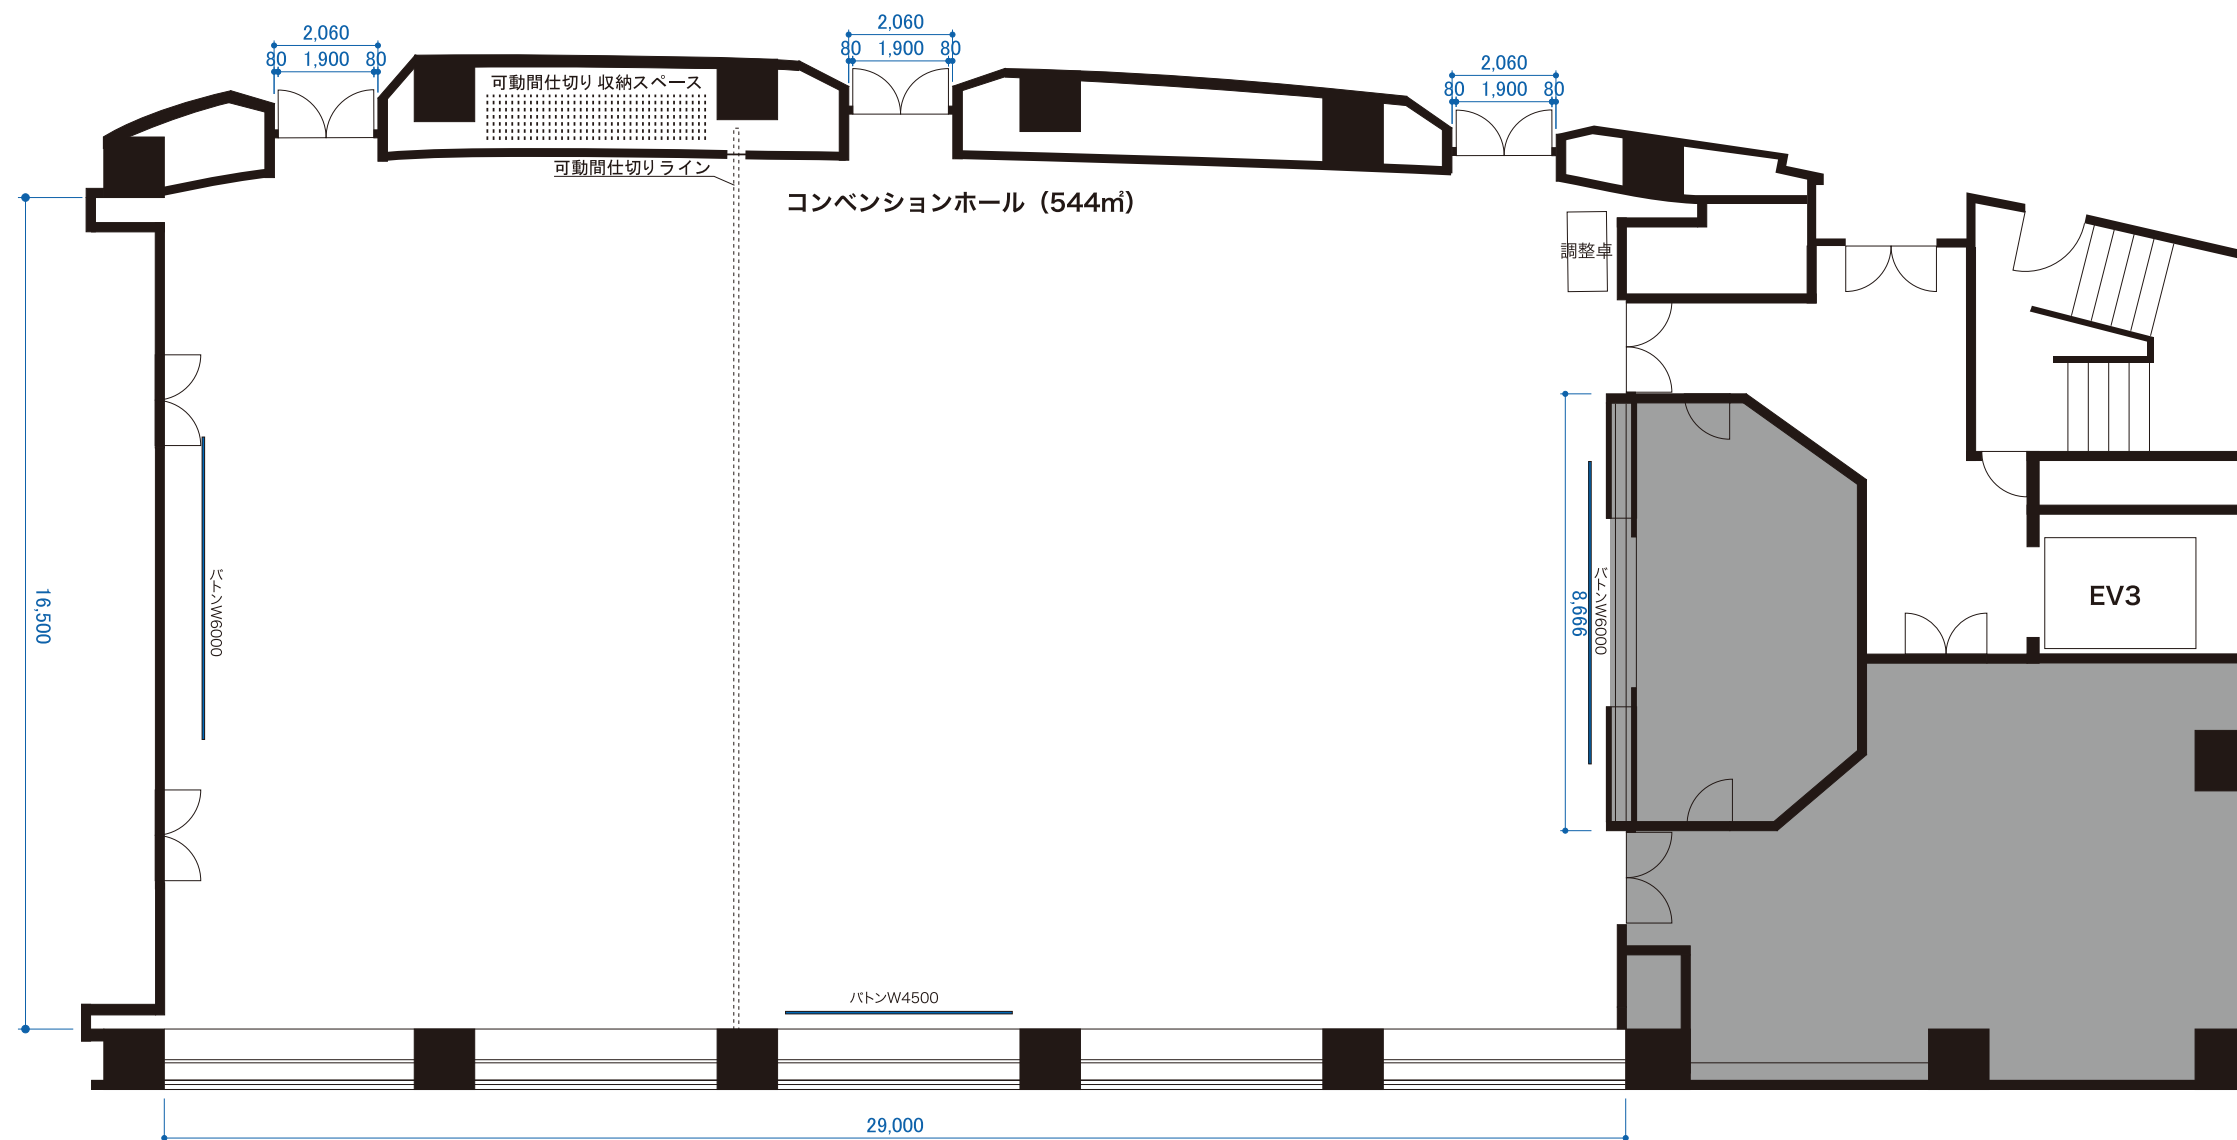 2,060
80 1,900 80
2,060
80 1,900 80
2,060
80 1,900 80
可動間仕切り 収納スペース
可動間仕切り ライン
コンベンションホール（544㎡）
調整卓
16,500
バトンW6000
8,666
バトンW6000
EV3
バトンW4500
29,000